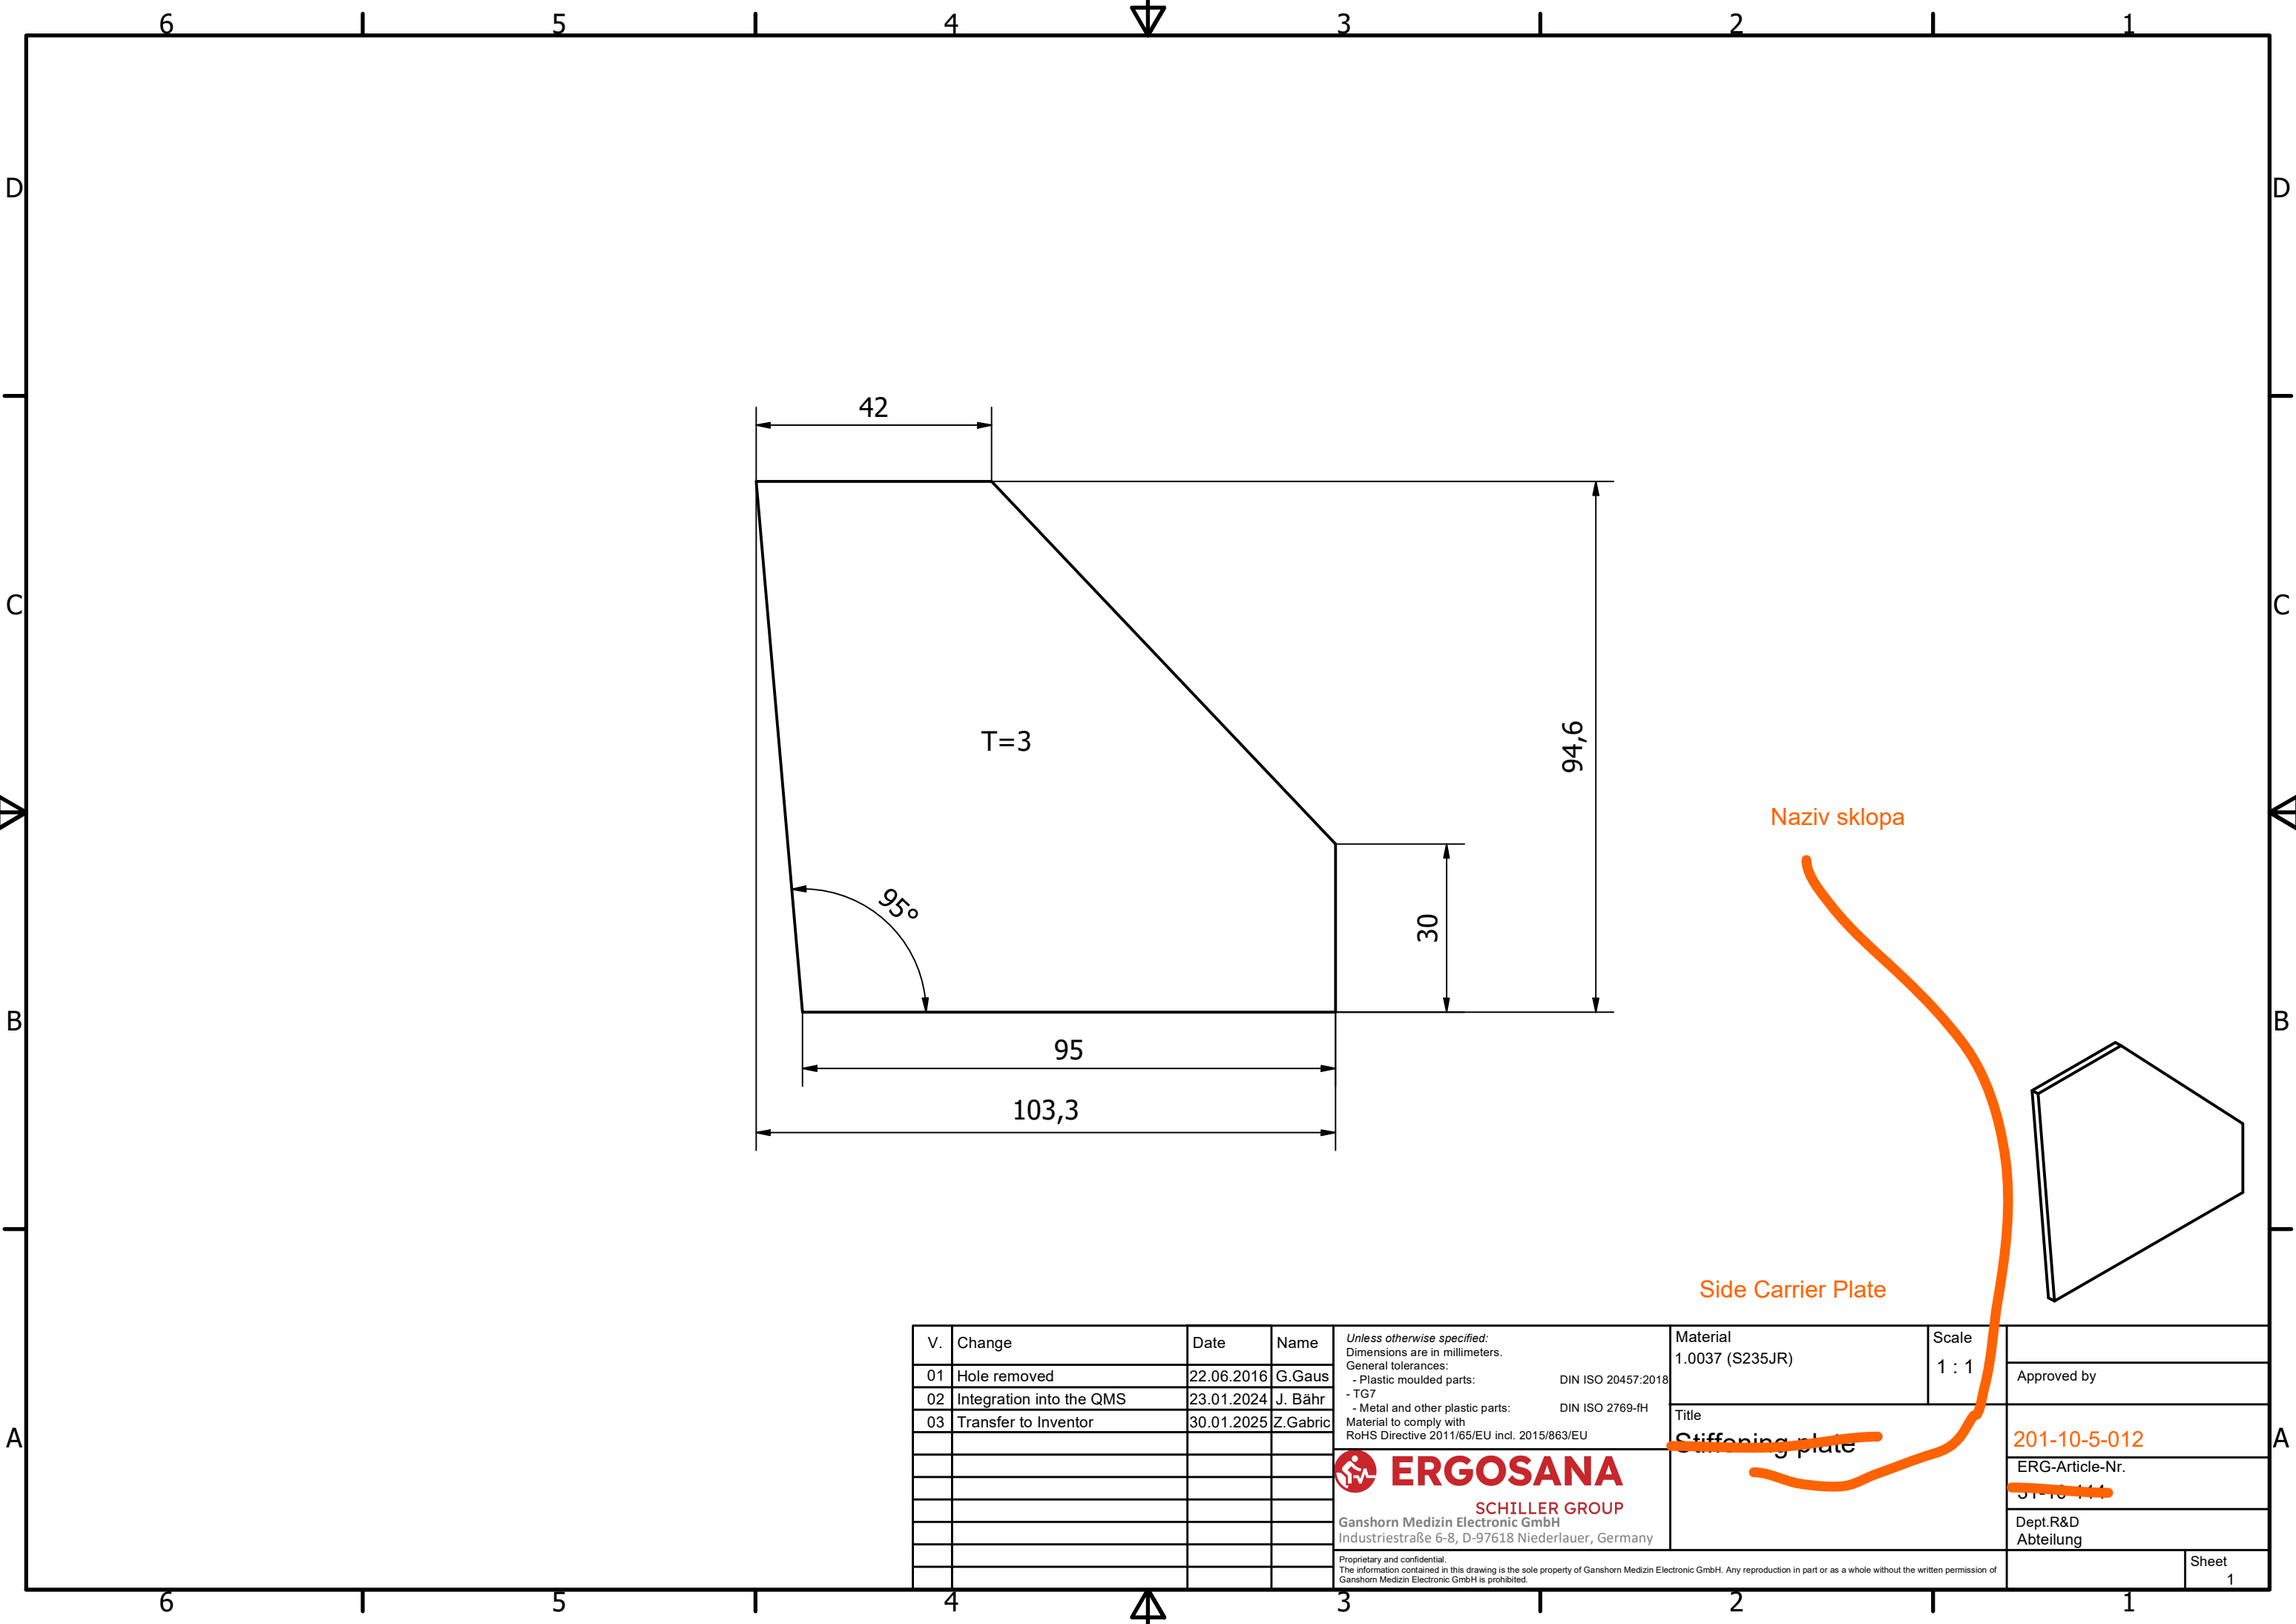 6 5 4 3 2 1
D D
42
C C
T=3
94,6
Naziv sklopa
95°
30
B B
95
103,3
Side Carrier Plate
V. Change Date Name
01 Hole removed 22.06.2016 G.Gaus
02 Integration into the QMS 23.01.2024 J. Bähr
03 Transfer to Inventor 30.01.2025 Z.Gabric
Unless otherwise specified:
Dimensions are in millimeters.
General tolerances:
- Plastic moulded parts: DIN ISO 20457:2018
- TG7
- Metal and other plastic parts: DIN ISO 2769-fH
Material to comply with
RoHS Directive 2011/65/EU incl. 2015/863/EU
Material
1.0037 (S235JR)
Scale
1 : 1
Approved by
Title
Stiffening plate
201-10-5-012
ERG-Article-Nr.
A A
ERGOSANA
SCHILLER GROUP
Ganshorn Medizin Electronic GmbH
Industriestraße 6-8, D-97618 Niederlauer, Germany
Dept.R&D
Abteilung
Proprietary and confidential.
The information contained in this drawing is the sole property of Ganshorn Medizin Electronic GmbH. Any reproduction in part or as a whole without the written permission of
Ganshorn Medizin Electronic GmbH is prohibited.
Sheet
1
6 5 4 3 2 1